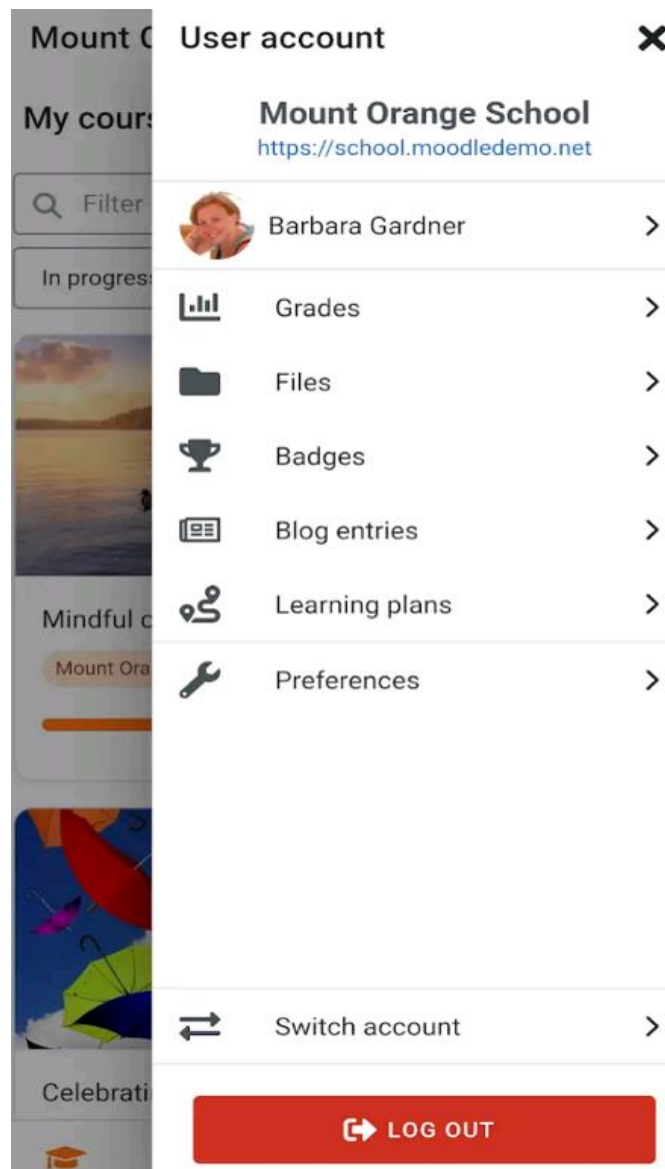 Mount O
User account
My cours
Mount Orange School
https://school.moodledemo.net
Filter
Barbara Gardner
In progress
Grades
Files
Badges
Blog entries
Learning plans
Mindful c
Mount Ora
Preferences
Switch account
Celebrati
LOG OUT